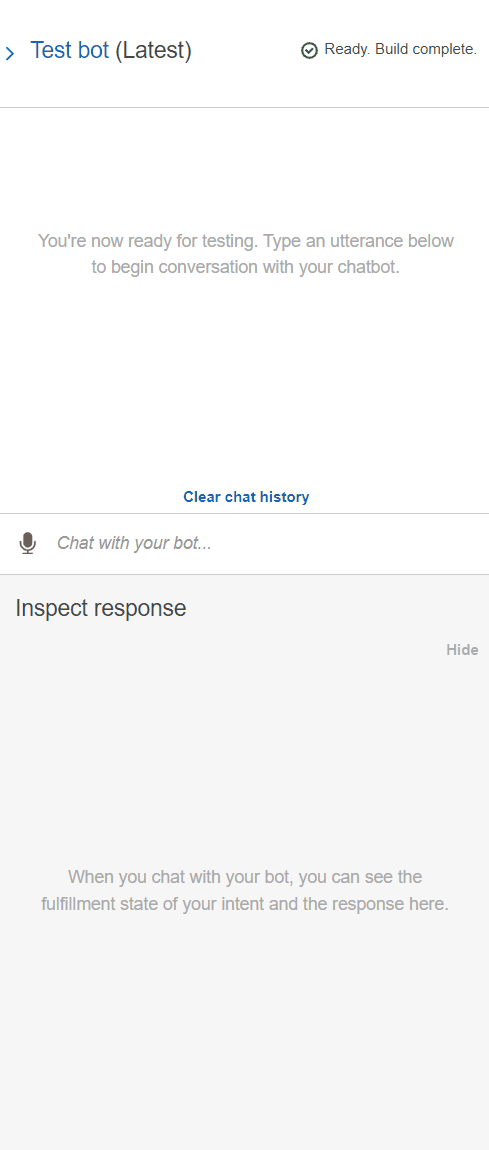 Test bot (Latest)
Ready. Build complete.
You're now ready for testing. Type an utterance below
to begin conversation with your chatbot.
Clear chat history
Chat with your bot...
Inspect response
Hide
When you chat with your bot, you can see the
fulfillment state of your intent and the response here.